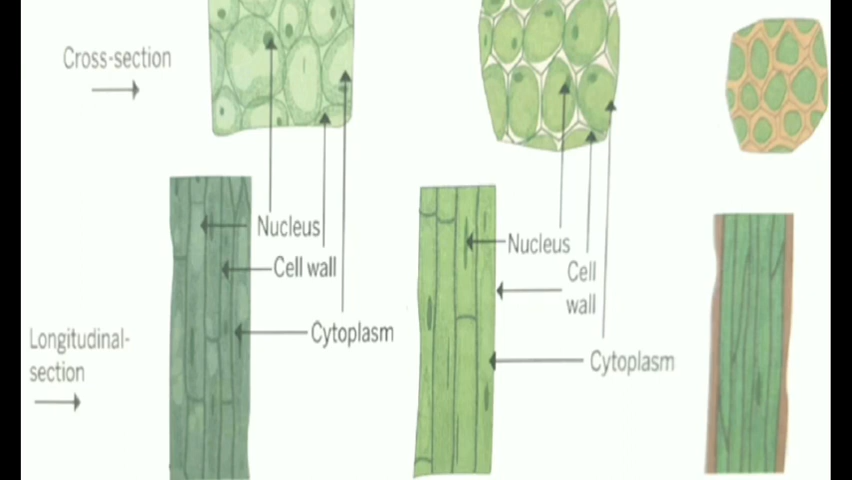 Cross-section
Nucleus
Cell wall
Cytoplasm
Nucleus
Cell
wall
Cytoplasm
Longitudinal-
section